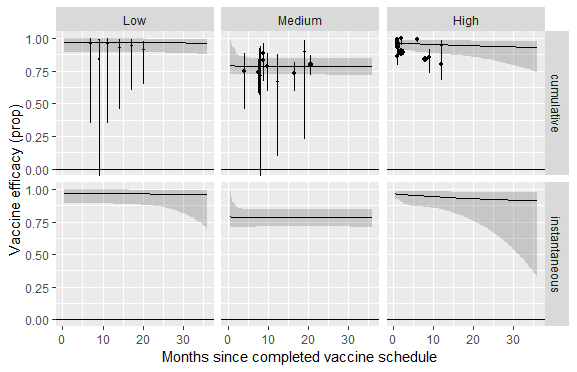 Low Medium High
1.00
0.75
0.50
0.25
0.00
cumulative
1.00
0.75
0.50
0.25
0.00
instantaneous
Vaccine efficacy (prop)
0 10 20 30 0 10 20 30 0 10 20 30
Months since completed vaccine schedule